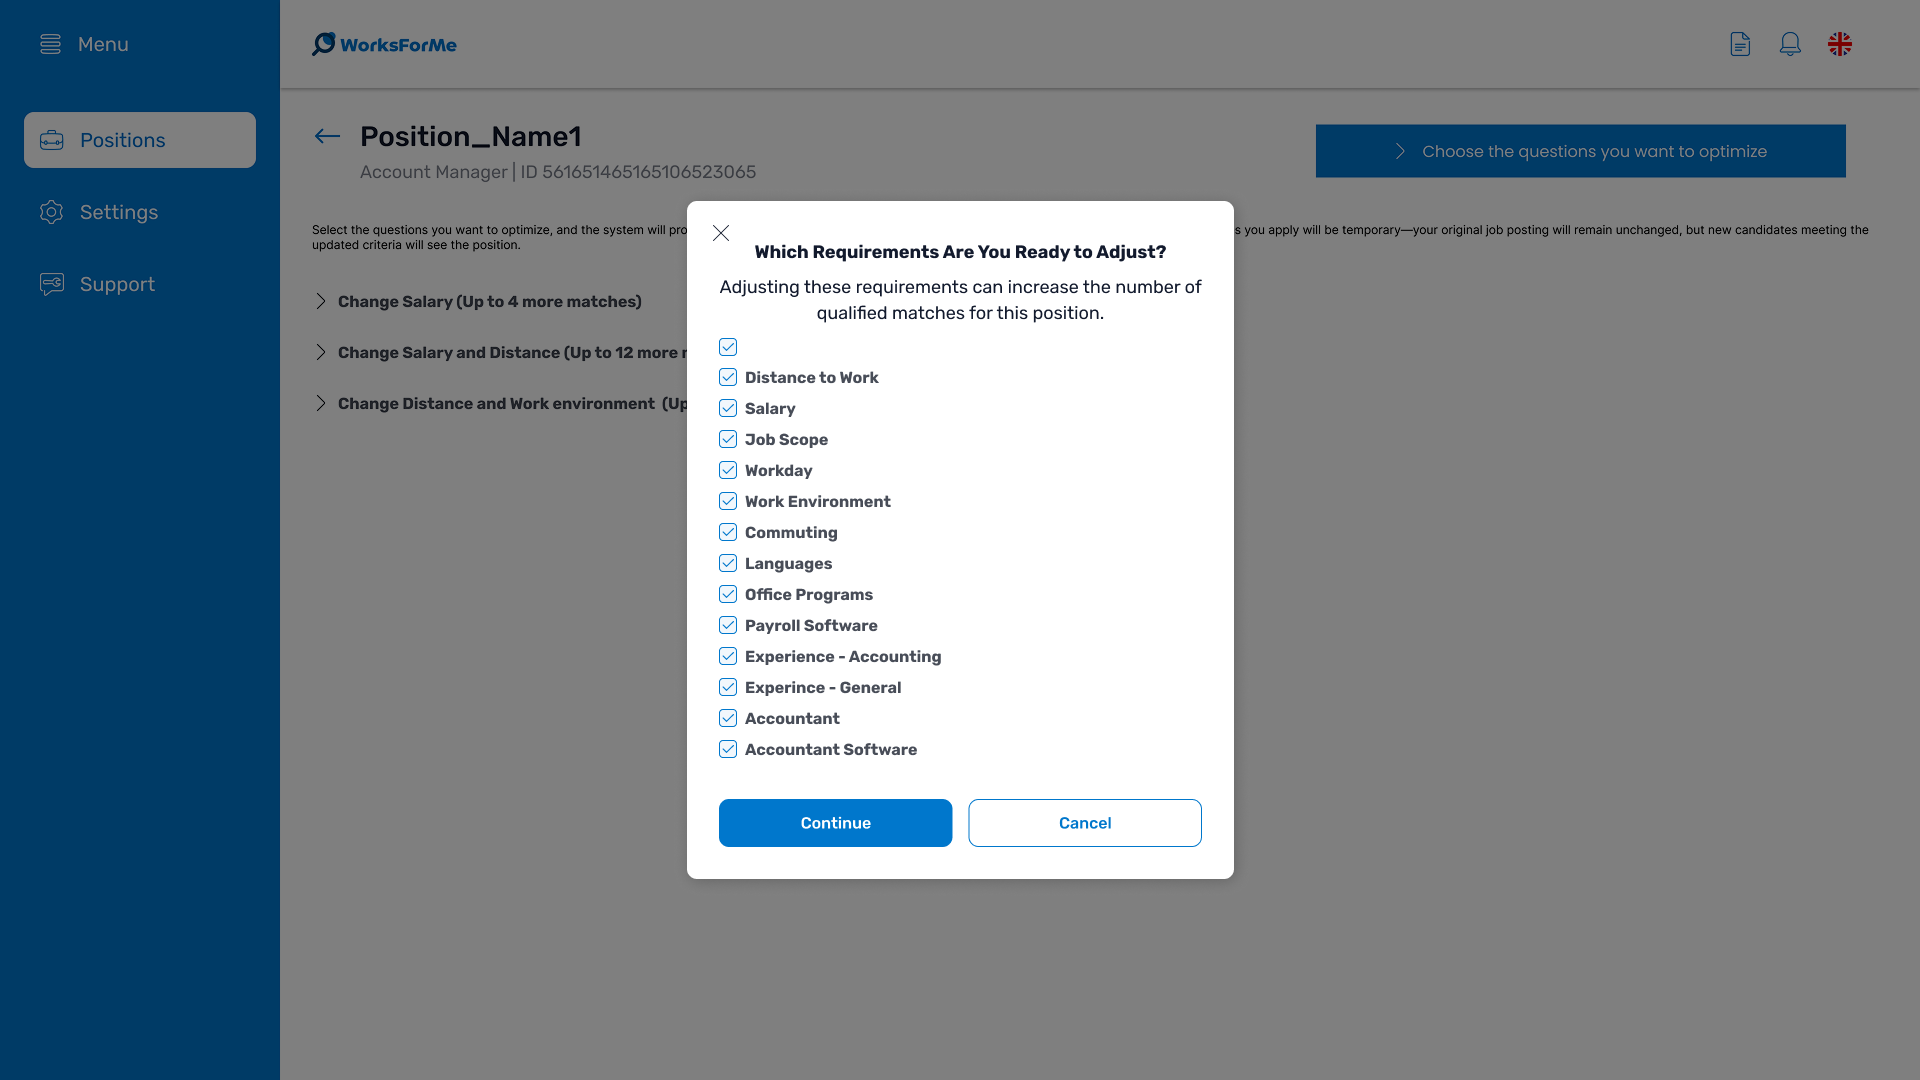 Menu
WorksForMe
Positions
Settings
Support
Position_Name1
Account Manager | ID 561651465165106523065
Choose the questions you want to optimize
Select the questions you want to optimize, and the system will pro
s you apply will be temporary—your original job posting will remain unchanged, but new candidates meeting the
updated criteria will see the position.
Change Salary (Up to 4 more matches)
Change Salary and Distance (Up to 12 more
Change Distance and Work environment (Up
Which Requirements Are You Ready to Adjust?
Adjusting these requirements can increase the number of
qualified matches for this position.
Distance to Work
Salary
Job Scope
Workday
Work Environment
Commuting
Languages
Office Programs
Payroll Software
Experience - Accounting
Experince - General
Accountant
Accountant Software
Continue
Cancel